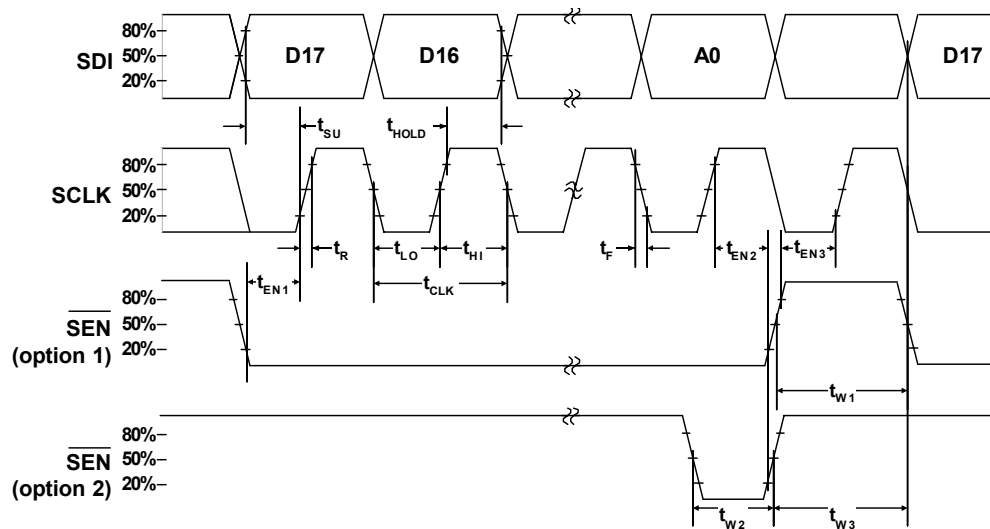 80%
SDI 50% D17 D16 A0 D17
20%
tSU tHOLD
80%
SCLK 50%
20%
tR tLO tHI tF tEN2 tEN3
tEN1 tCLK
80%
SEN 50%
(option 1) 20%
tW1
80%
SEN 50%
(option 2) 20%
tW2 tW3